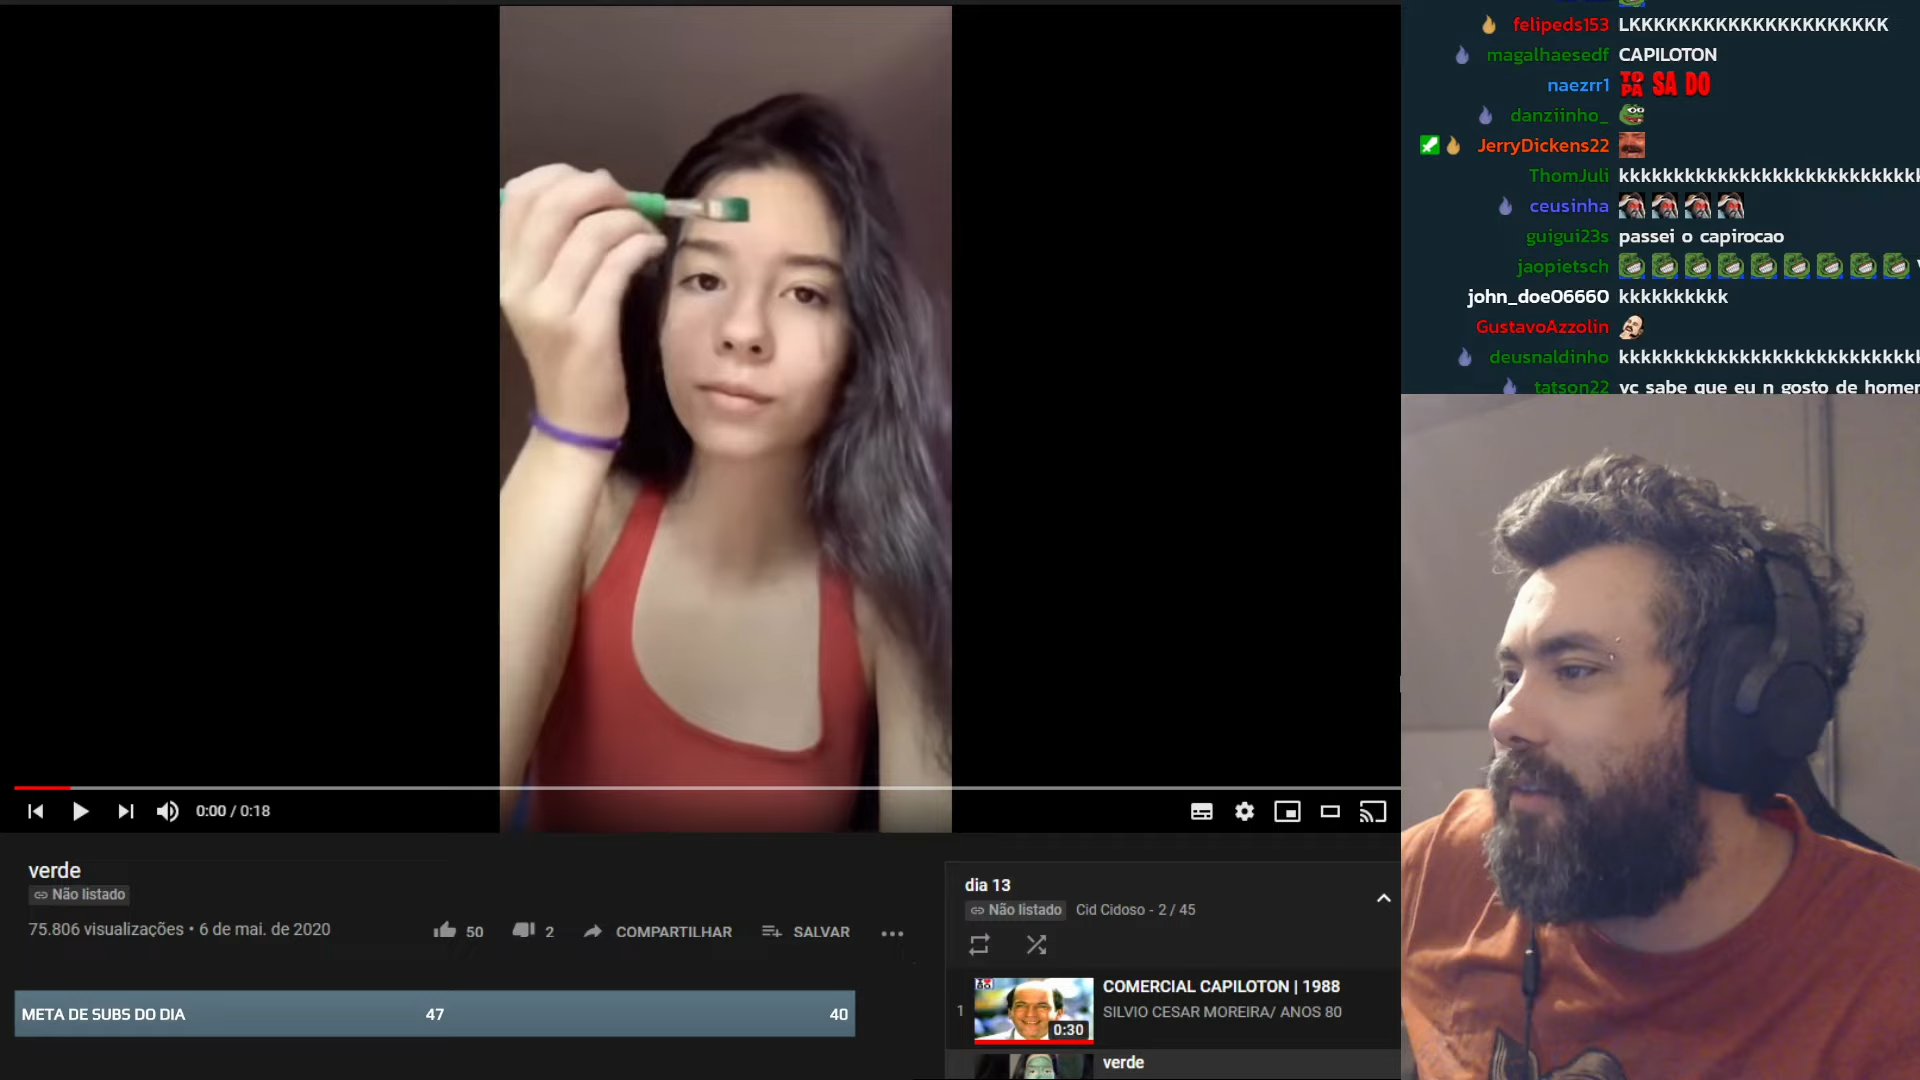 felipeds153 LKKKKKKKKKKKKKKKKKKKKK
magalhaesedf CAPILOTON
naezrr1 TO PA SA DO
danziinho_
JerryDickens22
ThomJuli kkkkkkkkkkkkkkkkkkkkkkkkkk
ceusinha
guigui23s passei o capirocao
jaopietsch
john_doe06660 kkkkkkkkkk
GustavoAzzolin
deusnaldinho kkkkkkkkkkkkkkkkkkkkkkkkkk
tatson22 vc sabe que eu n gosto de homen
0:00 / 0:18
verde
Não listado
75.806 visualizações • 6 de mai. de 2020
50
2
COMPARTILHAR
SALVAR
META DE SUBS DO DIA 47 40
dia 13
Não listado Cid Cidoso - 2 / 45
1
0:30
COMERCIAL CAPILOTON | 1988
SILVIO CESAR MOREIRA/ ANOS 80
verde